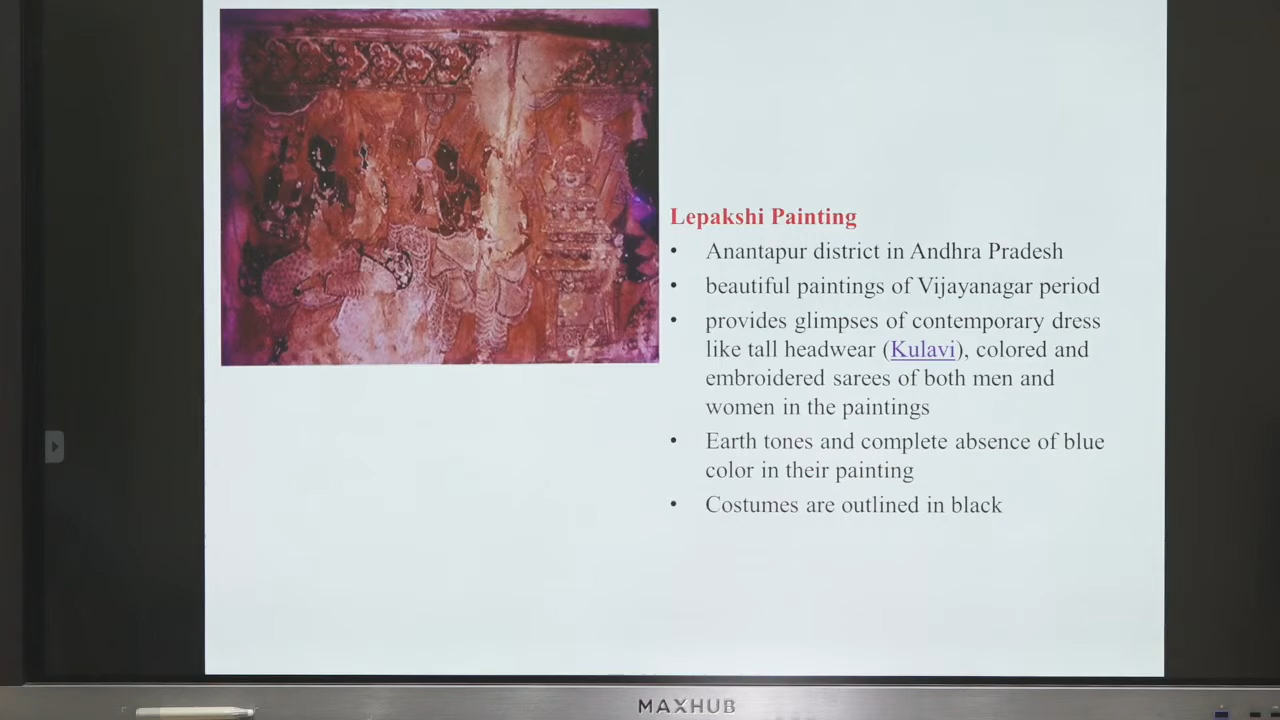 Lepakshi Painting
• Anantapur district in Andhra Pradesh
• beautiful paintings of Vijayanagar period
• provides glimpses of contemporary dress
like tall headwear (Kulavi), colored and
embroidered sarees of both men and
women in the paintings
• Earth tones and complete absence of blue
color in their painting
• Costumes are outlined in black
MAXHUB